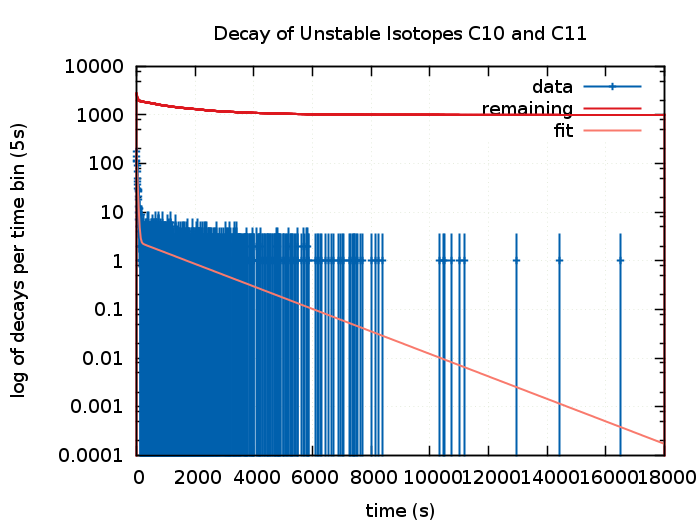 Decay of Unstable Isotopes C10 and C11
log of decays per time bin (5s)
10000
1000
100
10
1
0.1
0.01
0.001
0.0001
data
remaining
fit
0 2000 4000 6000 8000 10000 12000 14000 16000 18000
time (s)